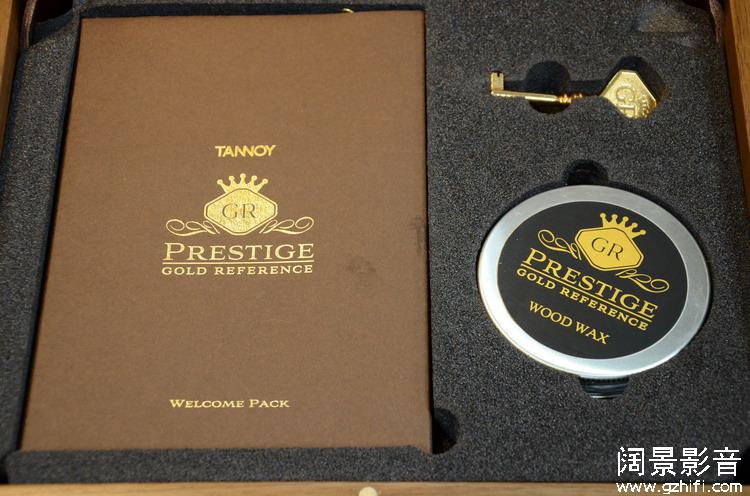 TANNOY
GR
PRESTIGE
GOLD REFERENCE
WELCOME PACK
GR
GR
PRESTIGE
GOLD REFERENCE
WOOD WAX
阔景影音
www.gzhifi.com